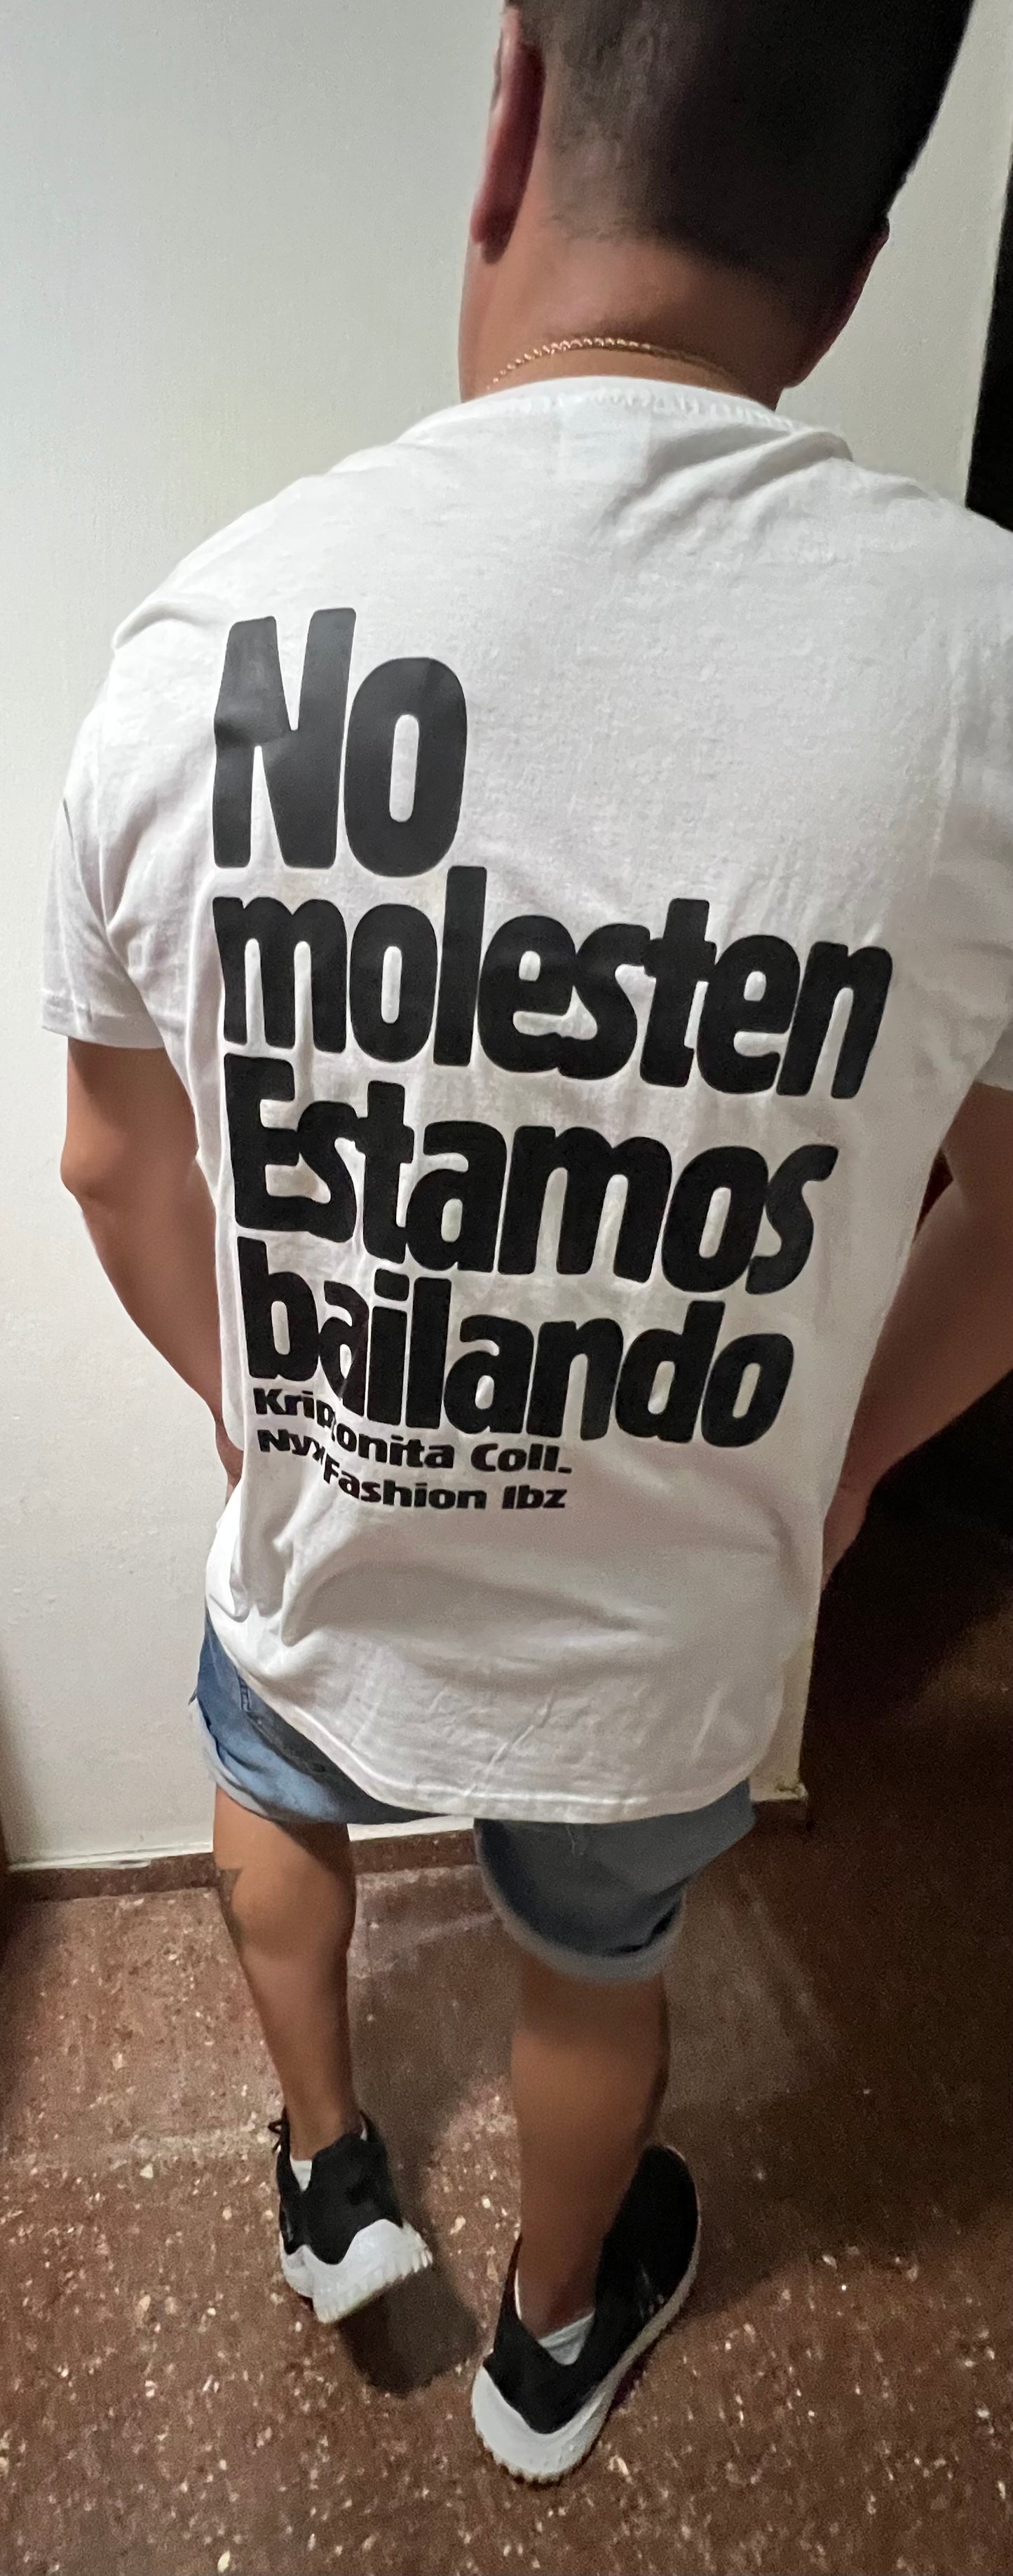 No
molesten
Estamos
bailando
Kriptonita Coll.
Nyx Fashion Ibz